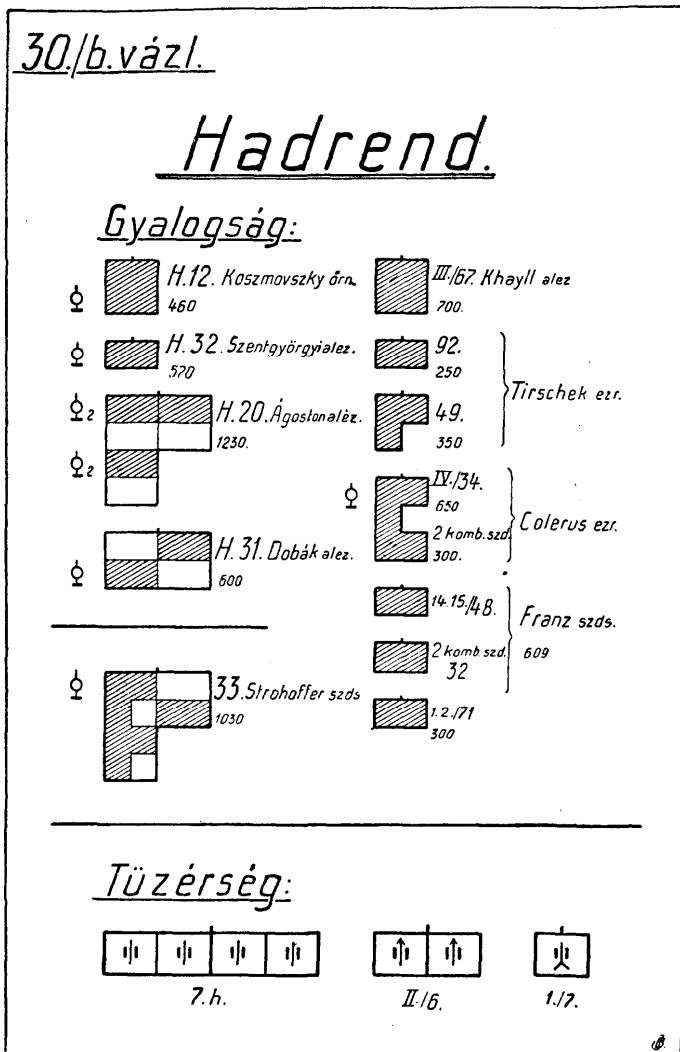 30./b. vázl.
Hadrend.
Gyalogság:
H. 12. Koszmovszky őrn.
460
H. 32. Szentgyörgyi alez.
570
2
H. 20. Ágoston alez.
1230.
2
H. 31. Dobák alez.
600
33. Strohoffer szds
1030
III./67. Khayll alez
700.
92.
250
49.
350
Tirschek ezr.
IV./34.
650
2 komb. szd.
300.
Colerus ezr.
14. 15./48.
2 komb. szd.
32
Franz szds.
609
1. 2./71
300
Tüzérség:
7. h.
II./6.
1./7.